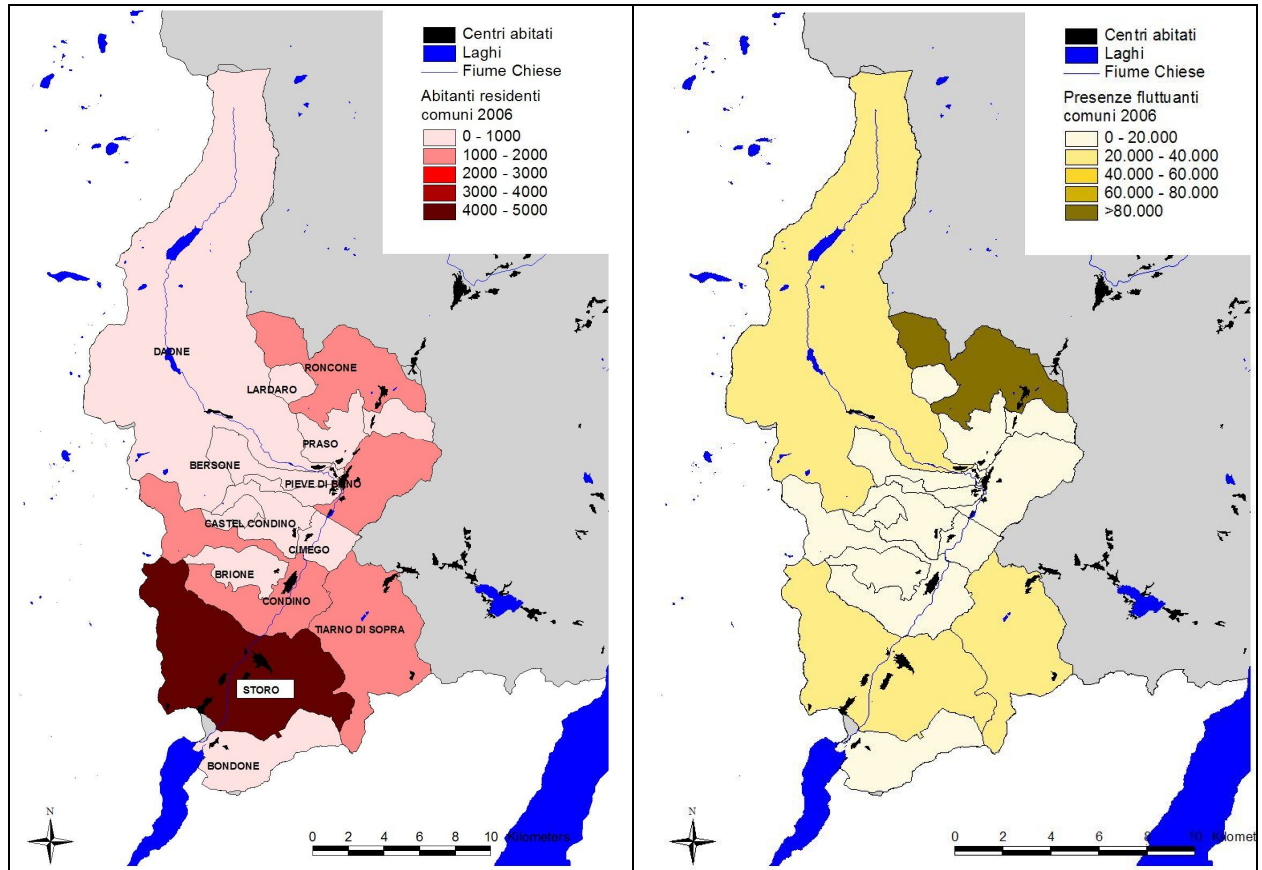 Centri abitati
Laghi
Fiume Chiese
Abitanti residenti
comuni 2006
0 - 1000
1000 - 2000
2000 - 3000
3000 - 4000
4000 - 5000
DAONE
RONCONE
LARDARO
PRASO
BERSONE
PIEVE DI BONO
CASTEL CONDINO
CIMEGO
BRIONE
CONDINO
TIARNO DI SOPRA
STORO
BONDONE
N
0 2 4 6 8 10 Kilometers
Centri abitati
Laghi
Fiume Chiese
Presenze fluttuanti
comuni 2006
0 - 20.000
20.000 - 40.000
40.000 - 60.000
60.000 - 80.000
>80.000
N
0 2 4 6 8 10 Kilomet